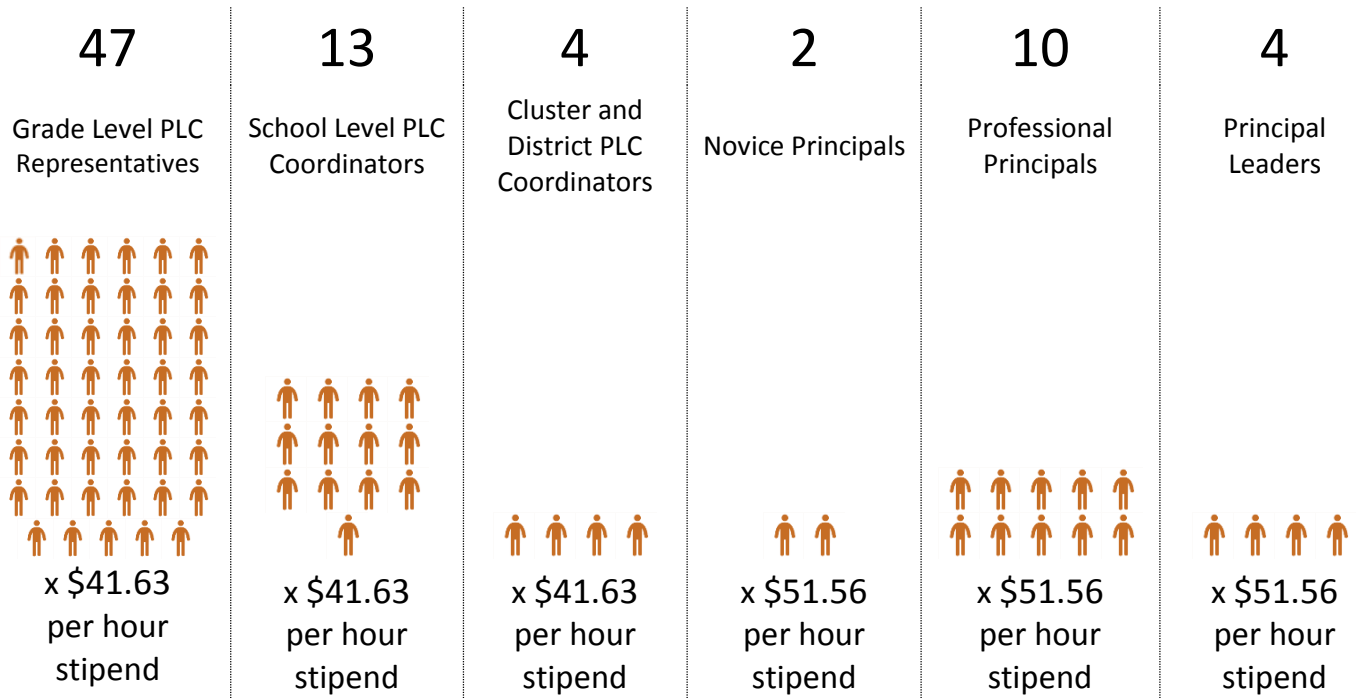 47
Grade Level PLC
Representatives
x $41.63
per hour
stipend
13
School Level PLC
Coordinators
x $41.63
per hour
stipend
4
Cluster and
District PLC
Coordinators
x $41.63
per hour
stipend
2
Novice Principals
x $51.56
per hour
stipend
10
Professional
Principals
x $51.56
per hour
stipend
4
Principal
Leaders
x $51.56
per hour
stipend